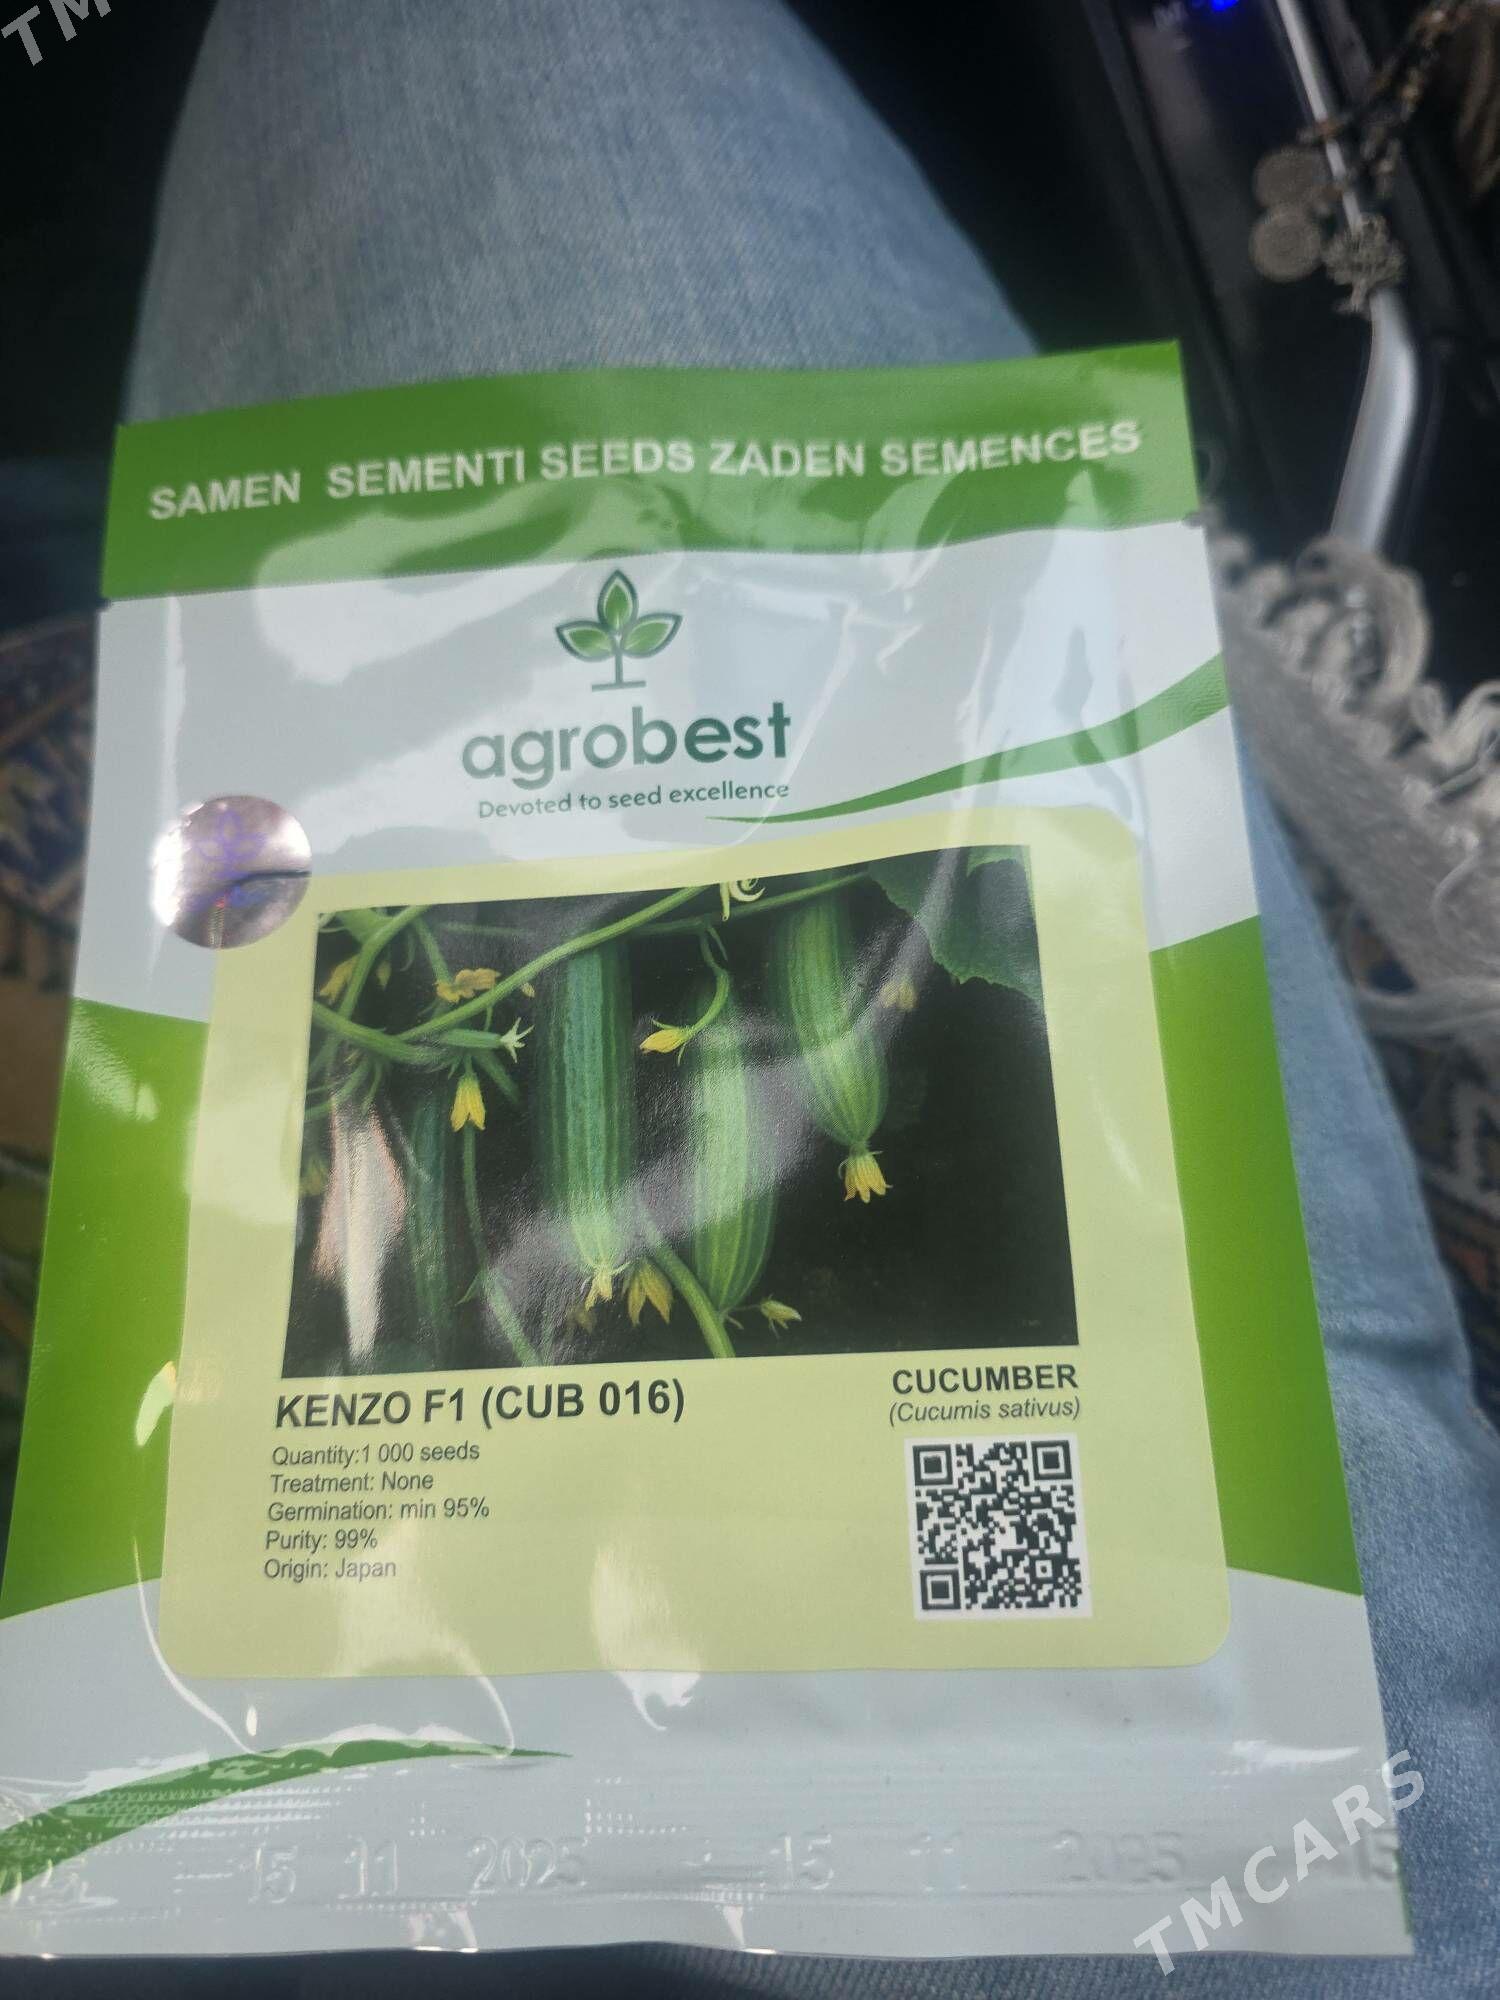 TM
SAMEN SEMENTI SEEDS ZADEN SEMENCES
agrobest
Devoted to seed excellence
KENZO F1 (CUB 016)
CUCUMBER
(Cucumis sativus)
Quantity:1 000 seeds
Treatment: None
Germination: min 95%
Purity: 99%
Origin: Japan
15 11 2025 15 11 2025 15
TMCARS